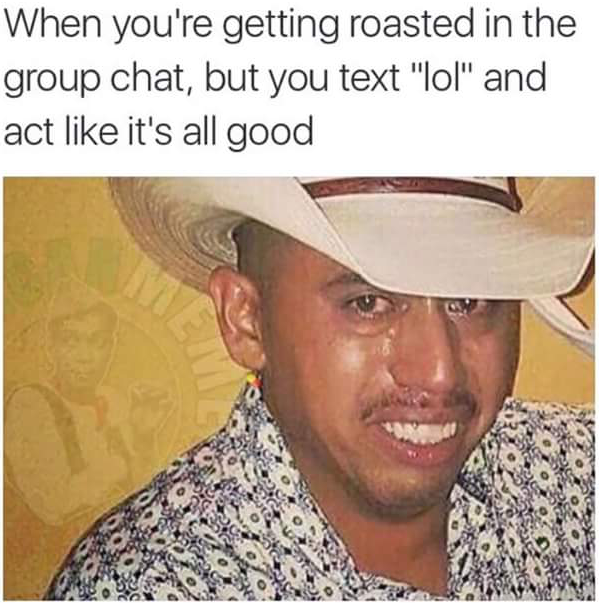 When you're getting roasted in the
group chat, but you text "lol" and
act like it's all good